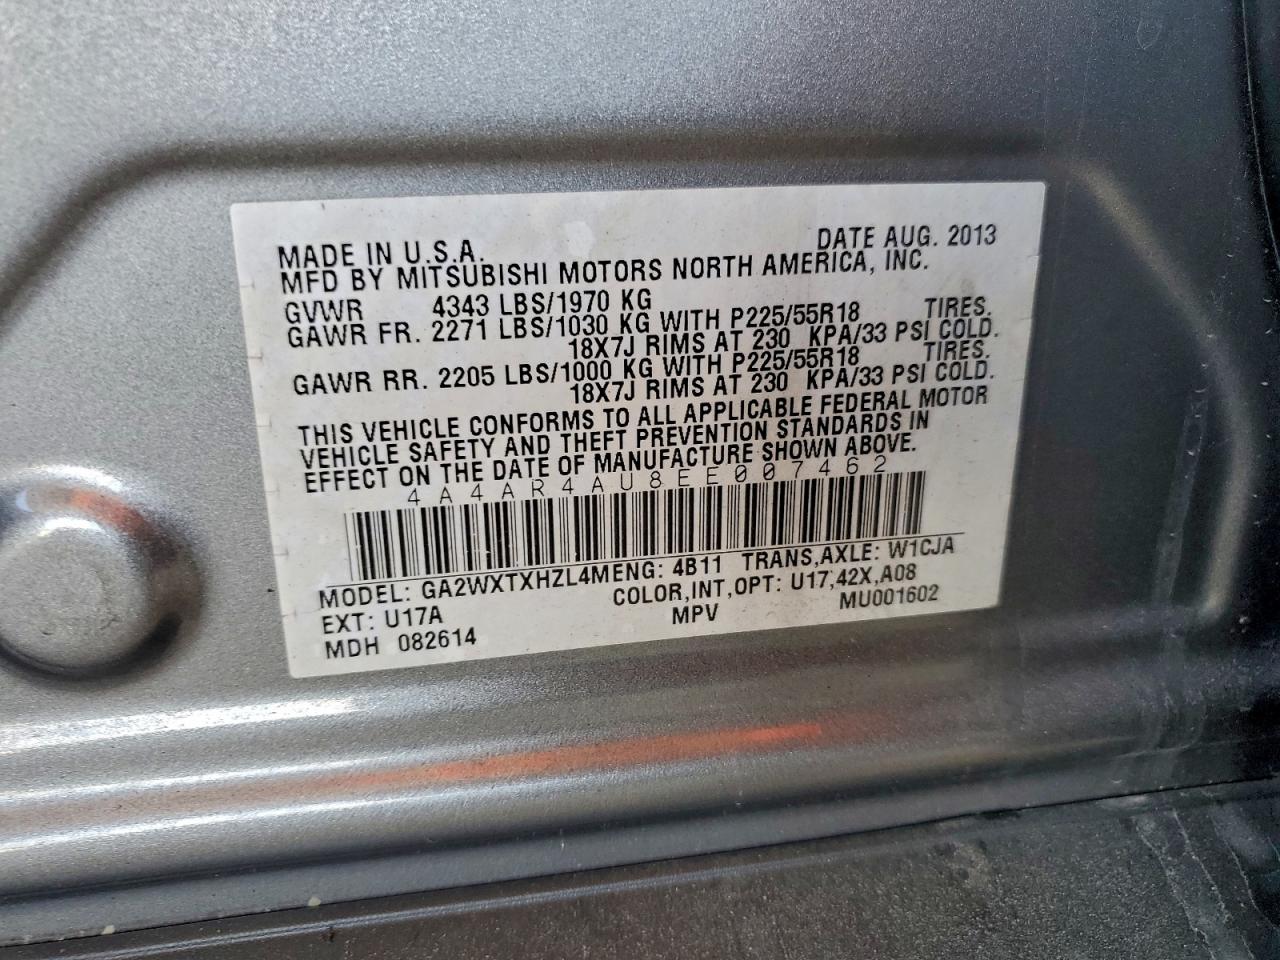 MADE IN U.S.A. DATE AUG. 2013
MFD BY MITSUBISHI MOTORS NORTH AMERICA, INC.
GVWR 4343 LBS/1970 KG
GAWR FR. 2271 LBS/1030 KG WITH P225/55R18 TIRES.
18X7J RIMS AT 230 KPA/33 PSI COLD.
GAWR RR. 2205 LBS/1000 KG WITH P225/55R18 TIRES.
18X7J RIMS AT 230 KPA/33 PSI COLD.
THIS VEHICLE CONFORMS TO ALL APPLICABLE FEDERAL MOTOR
VEHICLE SAFETY AND THEFT PREVENTION STANDARDS IN
EFFECT ON THE DATE OF MANUFACTURE SHOWN ABOVE.
4A4AR4AU8EE007462
MODEL: GA2WXTXHZL4MENG: 4B11 TRANS,AXLE: W1CJA
EXT: U17A COLOR,INT,OPT: U17,42X,A08
MDH 082614 MPV MU001602